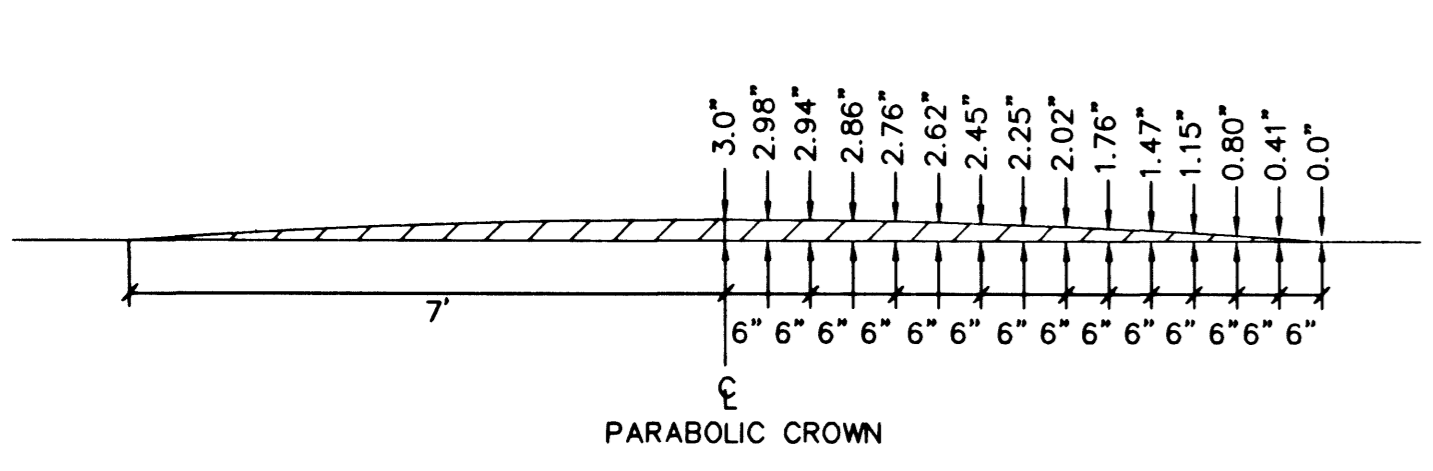 3.0" 2.98" 2.94" 2.86" 2.76" 2.62" 2.45" 2.25" 2.02" 1.76" 1.47" 1.15" 0.80" 0.41" 0.0"
7'
6" 6" 6" 6" 6" 6" 6" 6" 6" 6" 6" 6" 6" 6"
℄
PARABOLIC CROWN